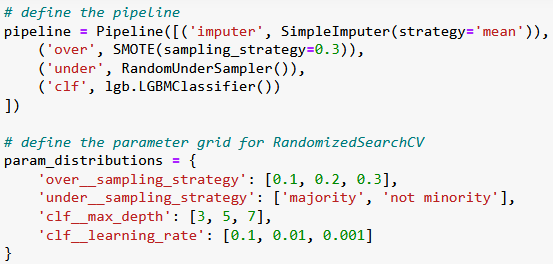 # define the pipeline
pipeline = Pipeline([('imputer', SimpleImputer(strategy='mean')),
    ('over', SMOTE(sampling_strategy=0.3)),
    ('under', RandomUnderSampler()),
    ('clf', lgb.LGBMClassifier())
])

# define the parameter grid for RandomizedSearchCV
param_distributions = {
    'over__sampling_strategy': [0.1, 0.2, 0.3],
    'under__sampling_strategy': ['majority', 'not minority'],
    'clf__max_depth': [3, 5, 7],
    'clf__learning_rate': [0.1, 0.01, 0.001]
}